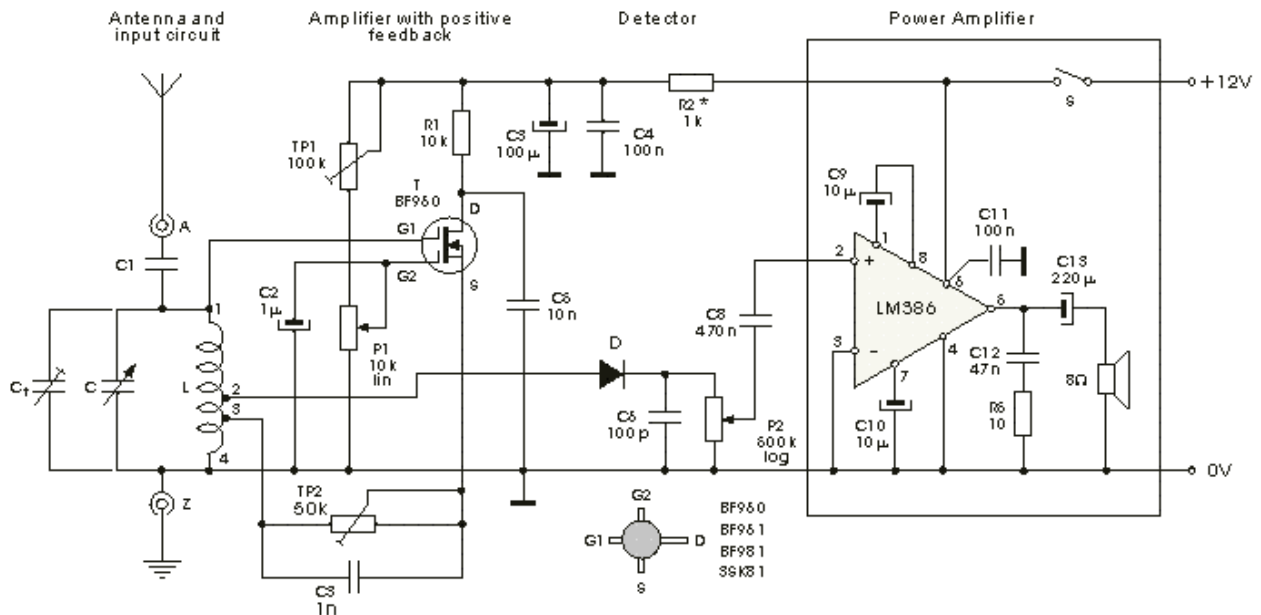 Antenna and
input circuit
Amplifier with positive
feedback
Detector
Power Amplifier
+12V
S
R2 *
1k
R1
10k
C3
100μ
C4
100n
TP1
100k
T
BF960
D
G1
G2
S
C9
10μ
C11
100n
C13
220μ
A
C1
C2
1μ
P1
10k
lin
C6
10n
C8
470n
1
8
2
+
6
LM386
6
3
-
7
4
C12
47n
8Ω
R6
10
C10
10μ
Ct
C
L
1
2
3
4
D
C5
100p
P2
500k
log
0V
Z
TP2
50k
C3
1n
G2
G1
D
S
BF960
BF961
BF981
3SK81